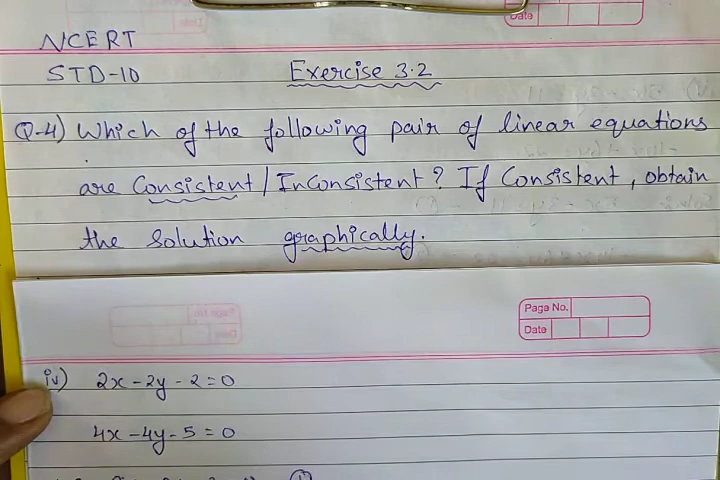 Date
NCERT
STD-10 Exercise 3.2
Q-4) Which of the following pair of linear equations
are Consistent / InConsistent? If Consistent, obtain
the Solution graphically.
Page No.
Date
iv) 2x - 2y - 2 = 0
4x - 4y - 5 = 0